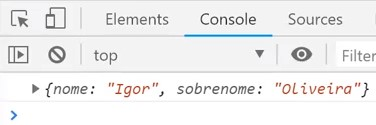 Elements Console Sources
top Filter
{nome: "Igor", sobrenome: "Oliveira"}